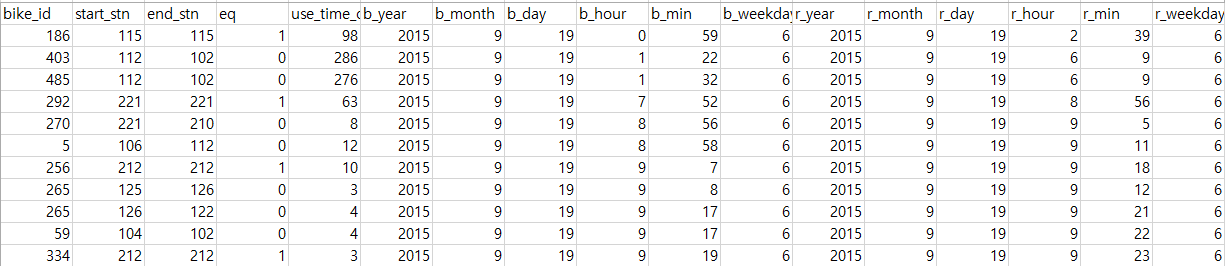 bike_id start_stn end_stn eq use_time_ b_year b_month b_day b_hour b_min b_weekday r_year r_month r_day r_hour r_min r_weekday
186 115 115 1 98 2015 9 19 0 59 6 2015 9 19 2 39 6
403 112 102 0 286 2015 9 19 1 22 6 2015 9 19 6 9 6
485 112 102 0 276 2015 9 19 1 32 6 2015 9 19 6 9 6
292 221 221 1 63 2015 9 19 7 52 6 2015 9 19 8 56 6
270 221 210 0 8 2015 9 19 8 56 6 2015 9 19 9 5 6
5 106 112 0 12 2015 9 19 8 58 6 2015 9 19 9 11 6
256 212 212 1 10 2015 9 19 9 7 6 2015 9 19 9 18 6
265 125 126 0 3 2015 9 19 9 8 6 2015 9 19 9 12 6
265 126 122 0 4 2015 9 19 9 17 6 2015 9 19 9 21 6
59 104 102 0 4 2015 9 19 9 17 6 2015 9 19 9 22 6
334 212 212 1 3 2015 9 19 9 19 6 2015 9 19 9 23 6